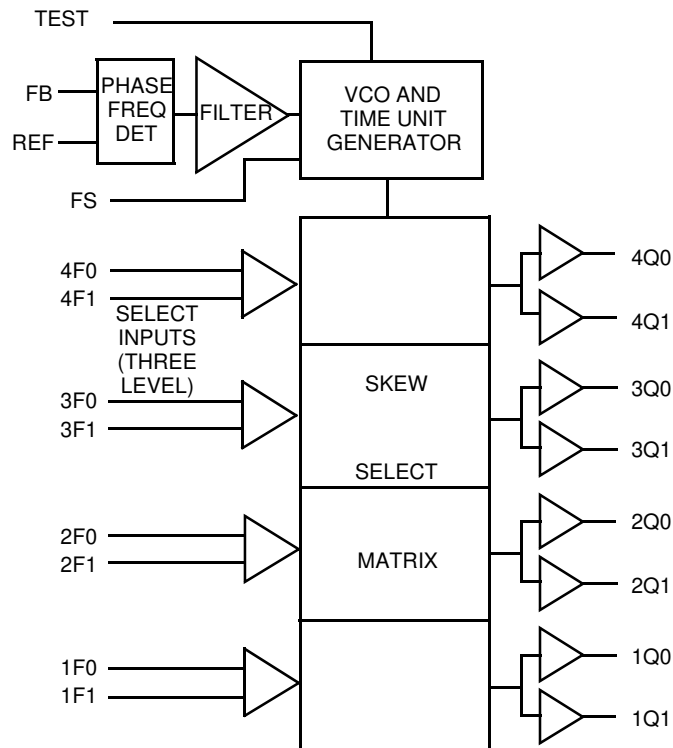 TEST
FB
REF
PHASE
FREQ
DET
FILTER
VCO AND
TIME UNIT
GENERATOR
FS
4F0
4F1
SELECT
INPUTS
(THREE
LEVEL)
3F0
3F1
2F0
2F1
1F0
1F1
SKEW
SELECT
MATRIX
4Q0
4Q1
3Q0
3Q1
2Q0
2Q1
1Q0
1Q1